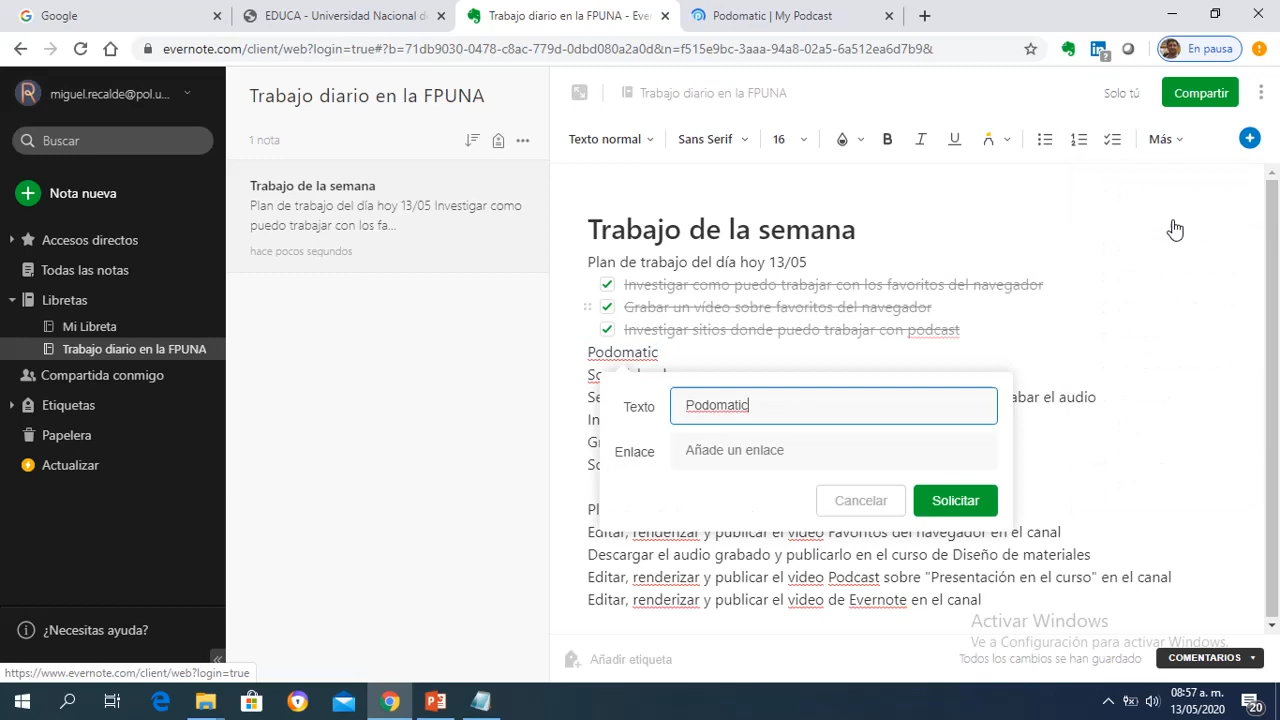 Google
EDUCA - Universidad Nacional de
Trabajo diario en la FPUNA - Ever
Podomatic | My Podcast
evernote.com/client/web?login=true#?b=71db9030-0478-c8ac-779d-0dbd080a2a0d&n=f515e9bc-3aaa-94a8-02a5-6a512ea6d7b9&
En pausa
miguel.recalde@pol.u...
Trabajo diario en la FPUNA
Trabajo diario en la FPUNA
Solo tú
Compartir
Buscar
1 nota
Texto normal
Sans Serif
16
B
I
U
Más
Nota nueva
Trabajo de la semana
Plan de trabajo del día hoy 13/05 Investigar como
puedo trabajar con los fa...
hace pocos segundos
Accesos directos
Todas las notas
Libretas
Mi Libreta
Trabajo diario en la FPUNA
Compartida conmigo
Etiquetas
Papelera
Actualizar
¿Necesitas ayuda?
https://www.evernote.com/client/web?login=true
Trabajo de la semana
Plan de trabajo del día hoy 13/05
Investigar como puedo trabajar con los favoritos del navegador
Grabar un vídeo sobre favoritos del navegador
Investigar sitios donde puedo trabajar con podcast
Podomatic
abar el audio
Texto
Podomatic
Enlace
Añade un enlace
Cancelar
Solicitar
Editar, renderizar y publicar el video Favoritos del navegador en el canal
Descargar el audio grabado y publicarlo en el curso de Diseño de materiales
Editar, renderizar y publicar el video Podcast sobre "Presentación en el curso" en el canal
Editar, renderizar y publicar el video de Evernote en el canal
Activar Windows
Ve a Configuración para activar Windows.
Añadir etiqueta
Todos los cambios se han guardado
COMENTARIOS
08:57 a. m.
13/05/2020
20